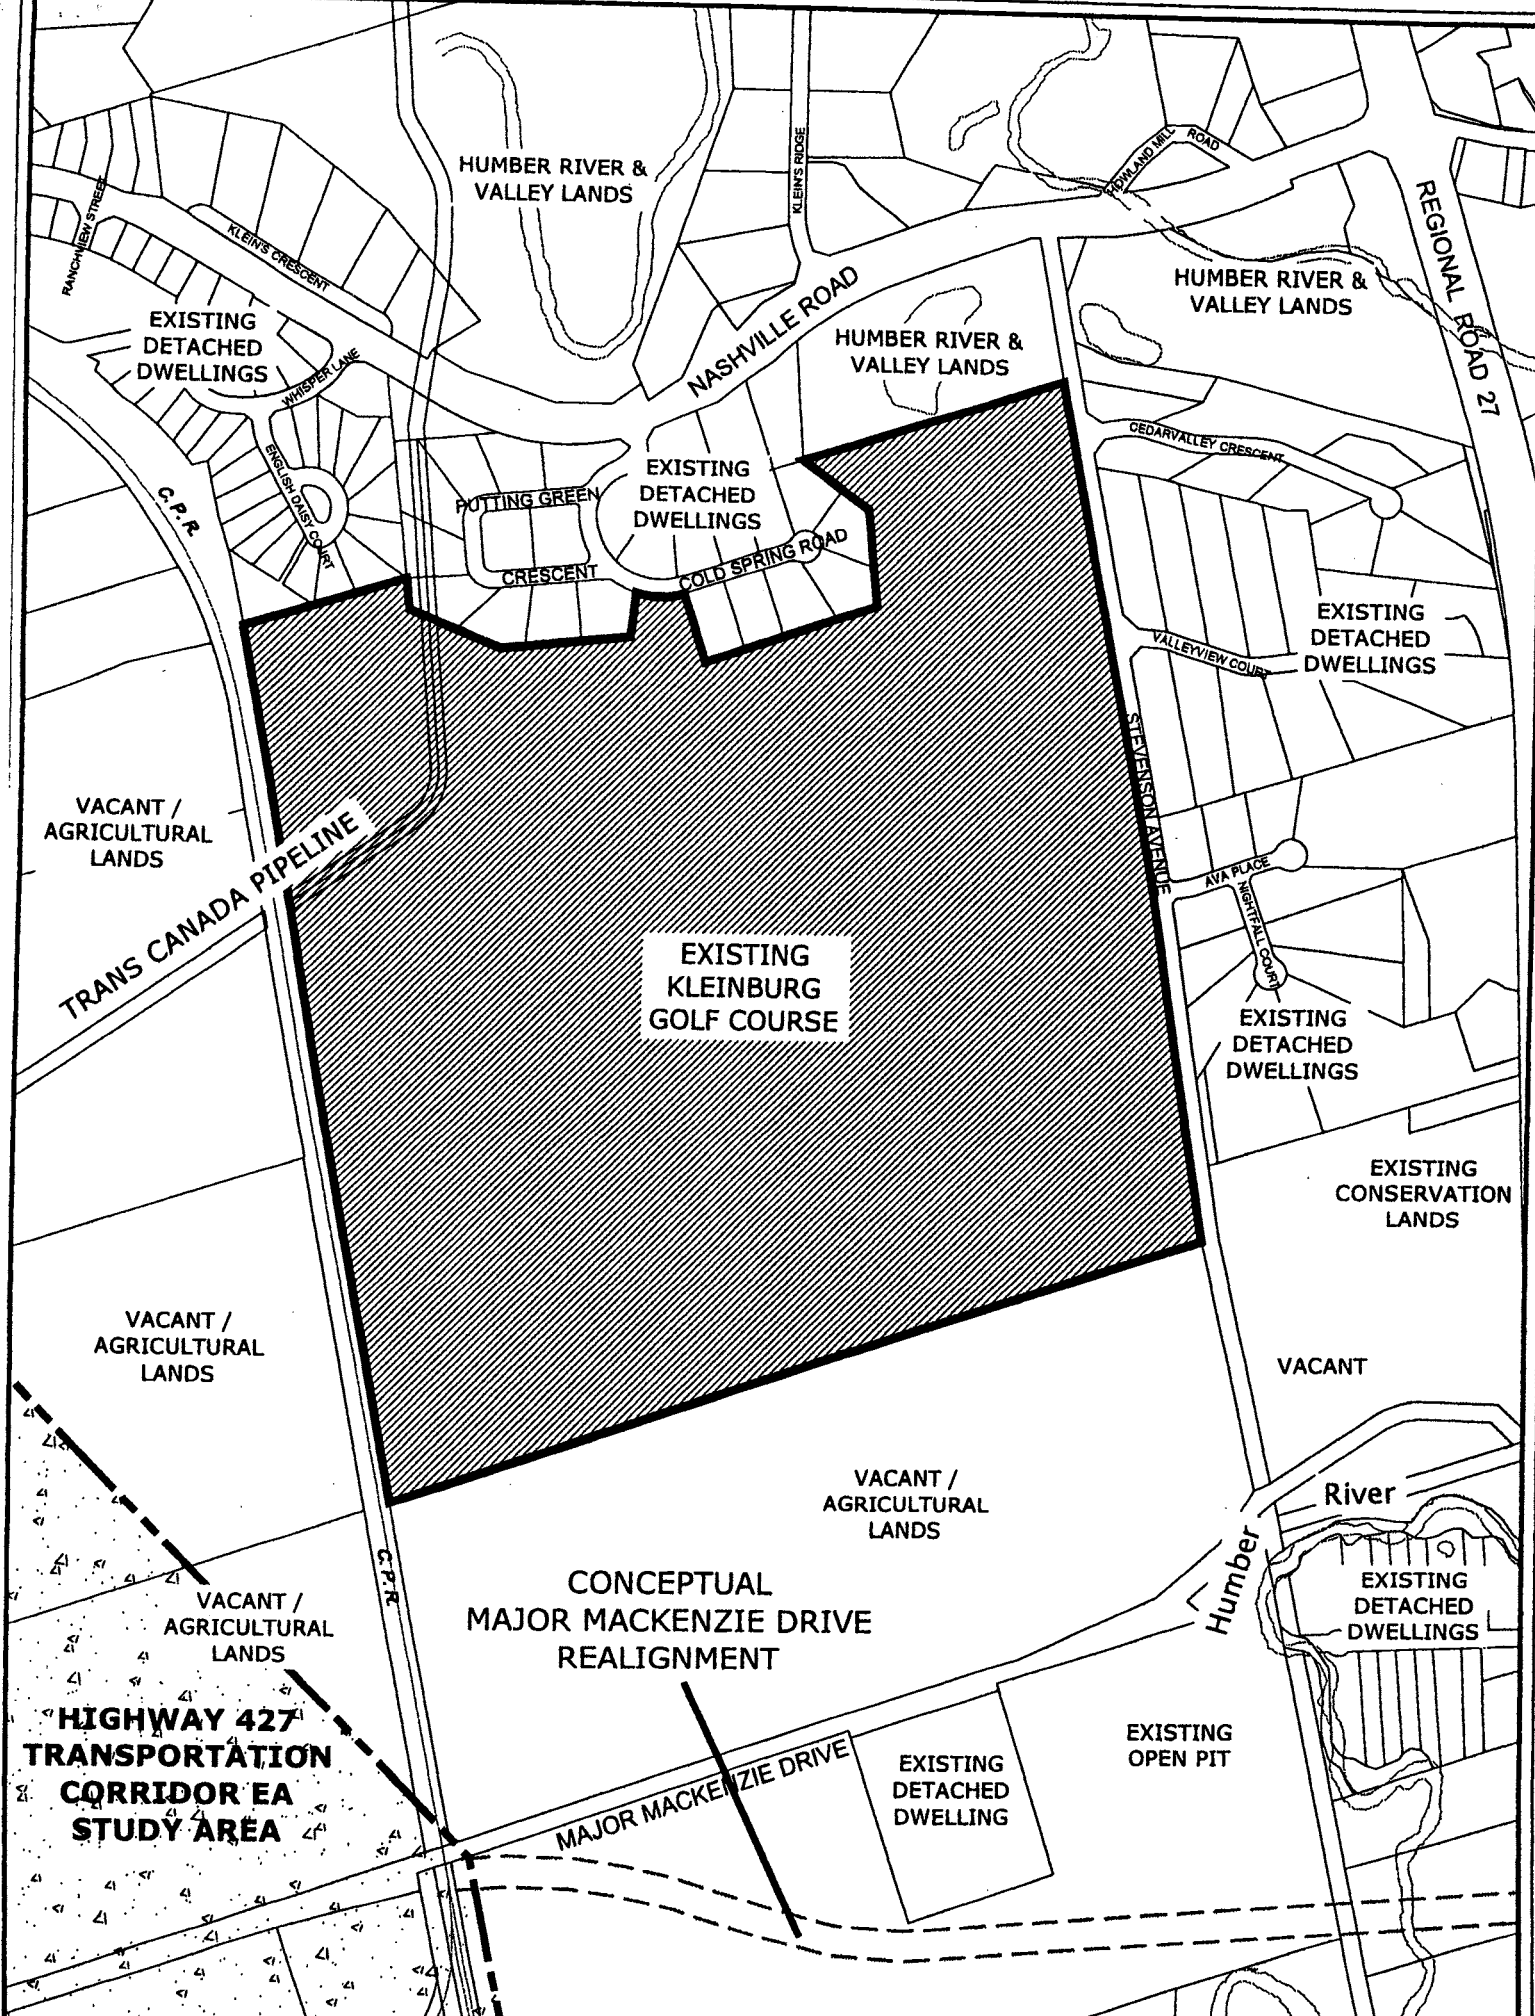 HUMBER RIVER &
VALLEY LANDS
KLEIN'S RIDGE
HOWLAND MILL ROAD
REGIONAL ROAD 27
RANCHVIEW STREET
KLEIN'S CRESCENT
HUMBER RIVER &
VALLEY LANDS
NASHVILLE ROAD
HUMBER RIVER &
VALLEY LANDS
EXISTING
DETACHED
DWELLINGS
WHISPER LANE
ENGLISH DAISY COURT
C.P.R.
CEDARVALLEY CRESCENT
EXISTING
DETACHED
DWELLINGS
PUTTING GREEN
CRESCENT
COLD SPRING ROAD
EXISTING
DETACHED
DWELLINGS
VALLEYVIEW COURT
STEVENSON AVENUE
VACANT /
AGRICULTURAL
LANDS
TRANS CANADA PIPELINE
AVA PLACE
NIGHTFALL COURT
EXISTING
KLEINBURG
GOLF COURSE
EXISTING
DETACHED
DWELLINGS
EXISTING
CONSERVATION
LANDS
VACANT /
AGRICULTURAL
LANDS
VACANT
VACANT /
AGRICULTURAL
LANDS
Humber River
C.P.R.
VACANT /
AGRICULTURAL
LANDS
CONCEPTUAL
MAJOR MACKENZIE DRIVE
REALIGNMENT
EXISTING
DETACHED
DWELLINGS
HIGHWAY 427
TRANSPORTATION
CORRIDOR EA
STUDY AREA
MAJOR MACKENZIE DRIVE
EXISTING
DETACHED
DWELLING
EXISTING
OPEN PIT